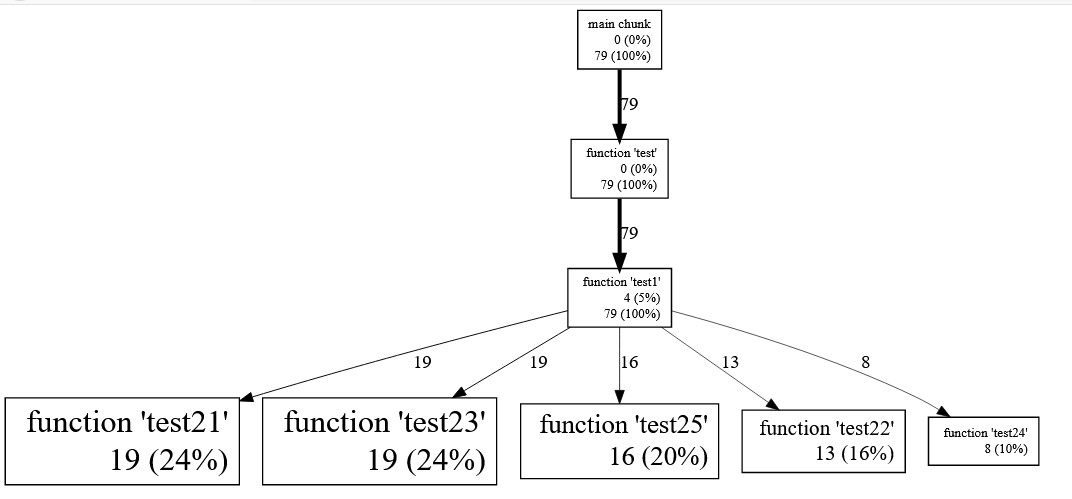 main chunk
0 (0%)
79 (100%)
79
function 'test'
0 (0%)
79 (100%)
79
function 'test1'
4 (5%)
79 (100%)
19
19
16
13
8
function 'test21'
19 (24%)
function 'test23'
19 (24%)
function 'test25'
16 (20%)
function 'test22'
13 (16%)
function 'test24'
8 (10%)